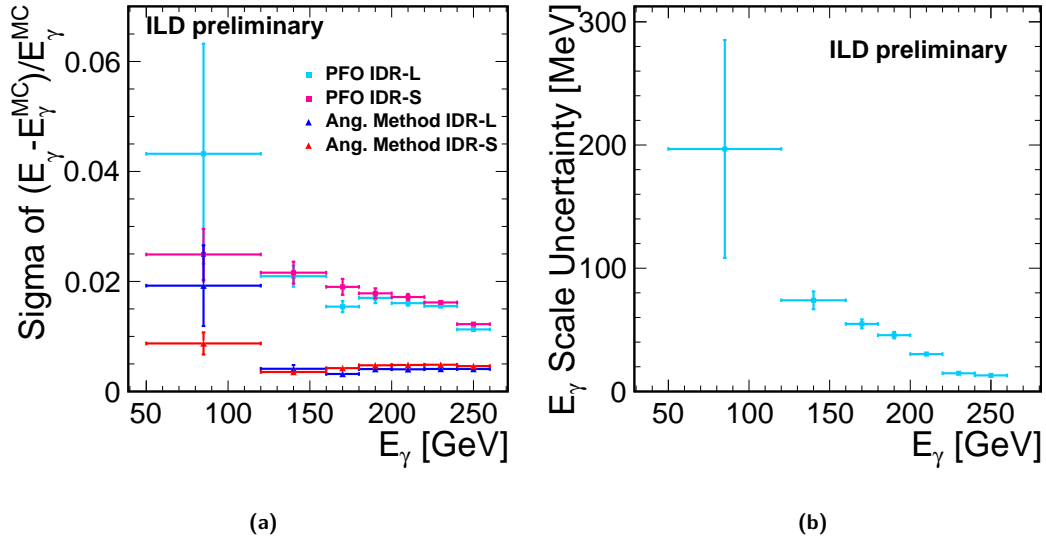 ILD preliminary
Sigma of (E_γ-E_γ^MC)/E_γ^MC
0.06
0.04
0.02
0
PFO IDR-L
PFO IDR-S
Ang. Method IDR-L
Ang. Method IDR-S
50 100 150 200 250
E_γ [GeV]
(a)
ILD preliminary
E_γ Scale Uncertainty [MeV]
300
200
100
0
50 100 150 200 250
E_γ [GeV]
(b)